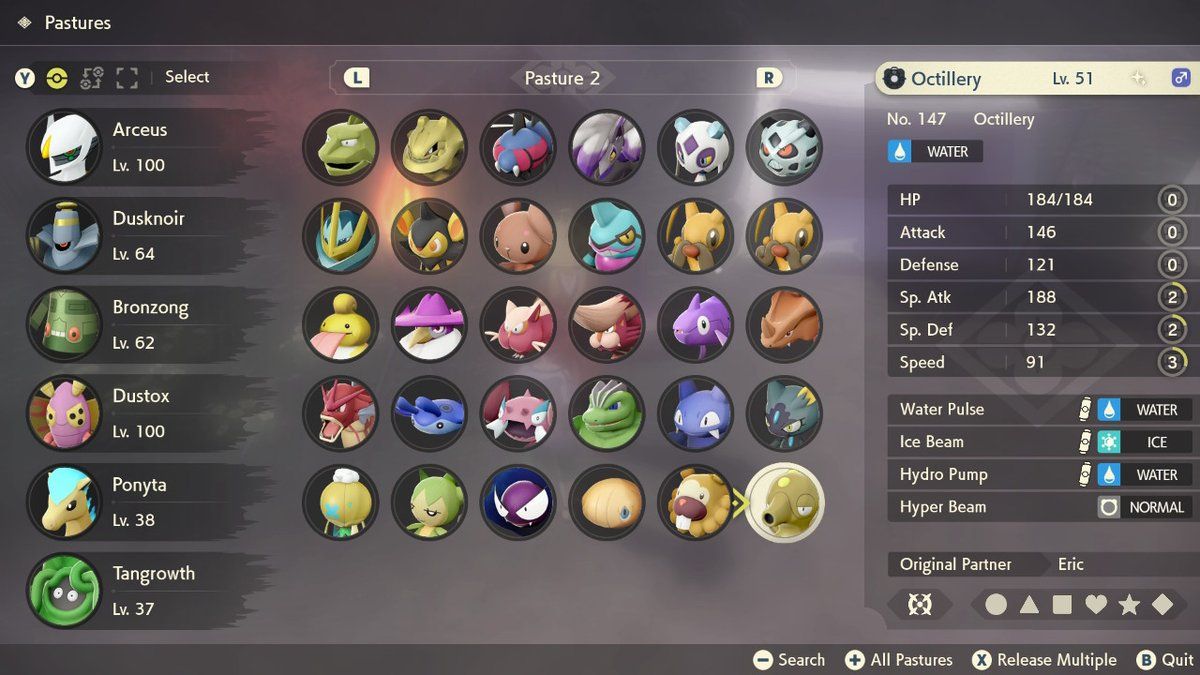 Pastures
Y Select
L Pasture 2 R
Arceus
Lv. 100
Dusknoir
Lv. 64
Bronzong
Lv. 62
Dustox
Lv. 100
Ponyta
Lv. 38
Tangrowth
Lv. 37
Octillery Lv. 51
No. 147 Octillery
WATER
HP 184/184 0
Attack 146 0
Defense 121 0
Sp. Atk 188 2
Sp. Def 132 2
Speed 91 3
Water Pulse WATER
Ice Beam ICE
Hydro Pump WATER
Hyper Beam NORMAL
Original Partner Eric
− Search + All Pastures X Release Multiple B Quit